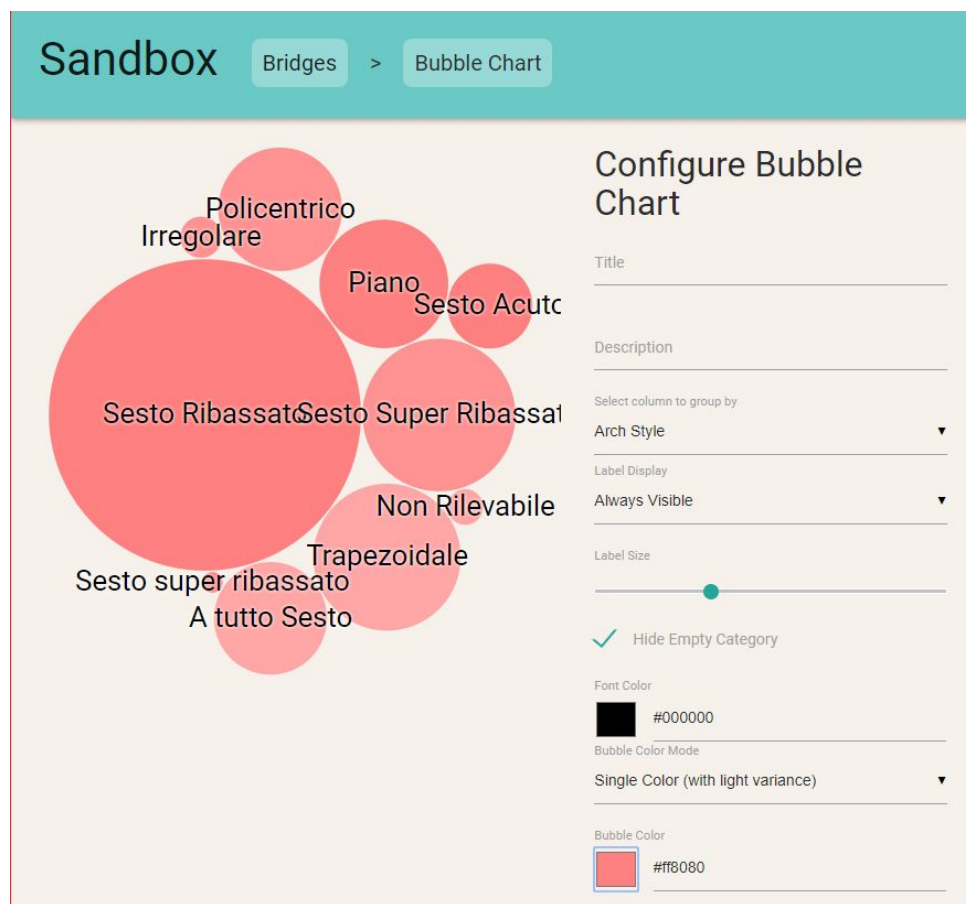 Sandbox Bridges > Bubble Chart
Policentrico
Irregolare
Piano
Sesto Acuto
Sesto Ribassato
Sesto Super Ribassat
Non Rilevabile
Trapezoidale
Sesto super ribassato
A tutto Sesto
Configure Bubble
Chart
Title
Description
Select column to group by
Arch Style
Label Display
Always Visible
Label Size
Hide Empty Category
Font Color
#000000
Bubble Color Mode
Single Color (with light variance)
Bubble Color
#ff8080